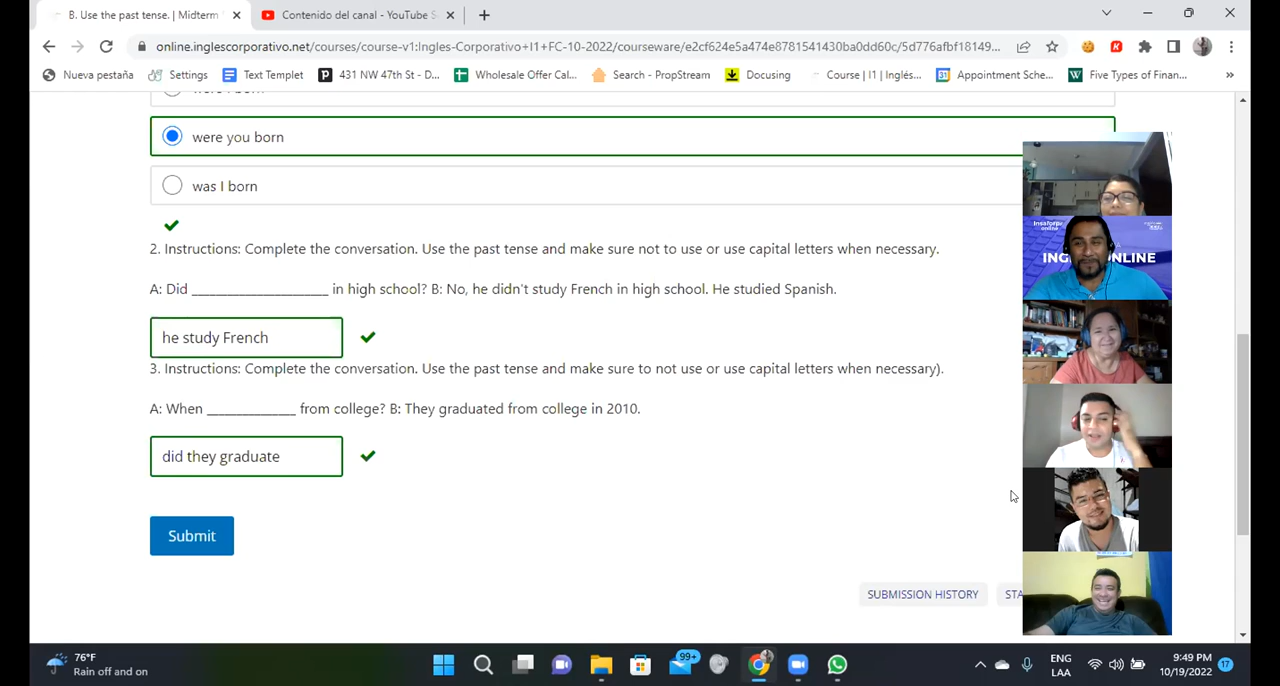 B. Use the past tense. | Midterm
Contenido del canal - YouTube S
online.inglescorporativo.net/courses/course-v1:Ingles-Corporativo+I1+FC-10-2022/courseware/e2cf624e5a474e8781541430ba0dd60c/5d776afbf18149...
Nueva pestaña
Settings
Text Templet
431 NW 47th St - D...
Wholesale Offer Cal...
Search - PropStream
Docusing
Course | I1 | Inglés...
Appointment Sche...
Five Types of Finan...
»
were you born
was I born
2. Instructions: Complete the conversation. Use the past tense and make sure not to use or use capital letters when necessary.
A: Did ____________________ in high school? B: No, he didn't study French in high school. He studied Spanish.
he study French
3. Instructions: Complete the conversation. Use the past tense and make sure to not use or use capital letters when necessary).
A: When _____________ from college? B: They graduated from college in 2010.
did they graduate
Submit
SUBMISSION HISTORY
STA
76°F
Rain off and on
99+
ENG
LAA
9:49 PM
10/19/2022
17